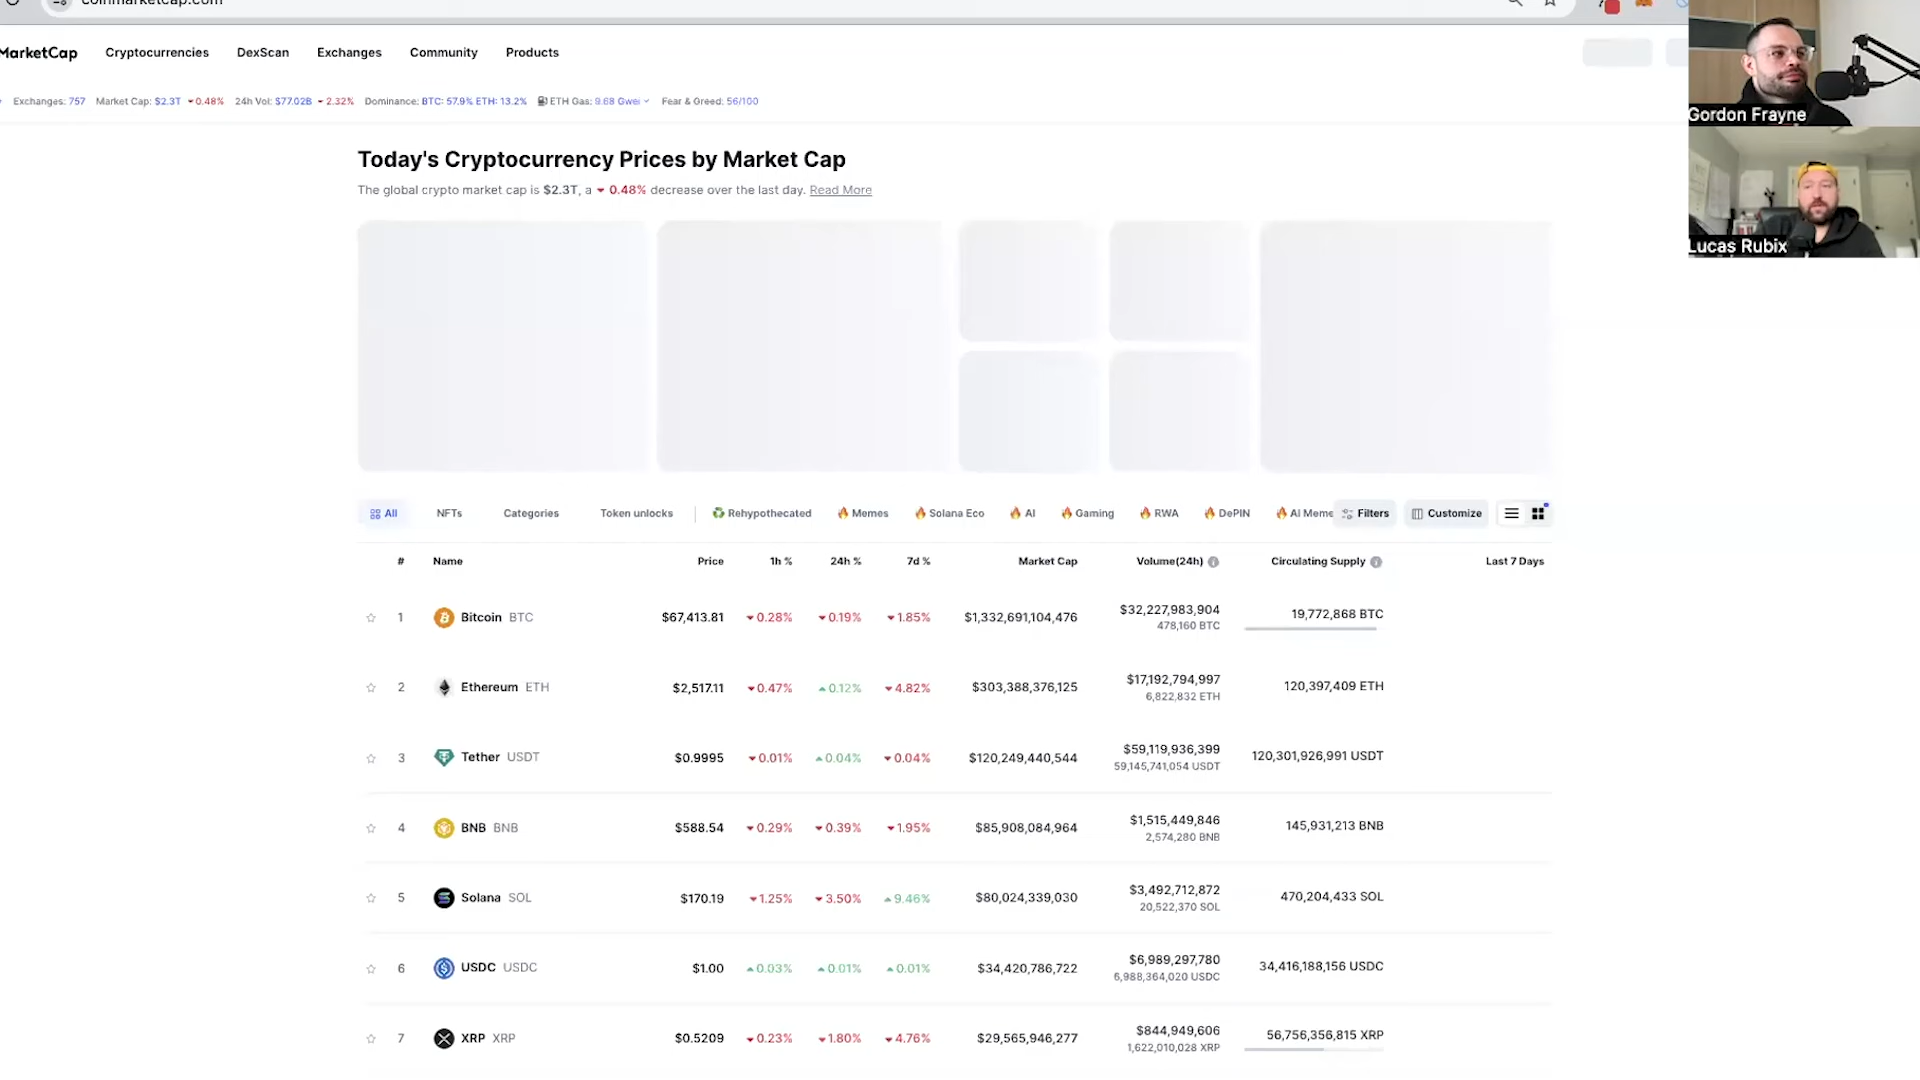 coinmarketcap.com
MarketCap Cryptocurrencies DexScan Exchanges Community Products
Exchanges: 757 Market Cap: $2.3T 0.48% 24h Vol: $77.02B 2.32% Dominance: BTC: 57.9% ETH: 13.2% ETH Gas: 9.68 Gwei Fear & Greed: 56/100
Gordon Frayne
Lucas Rubix
Today's Cryptocurrency Prices by Market Cap
The global crypto market cap is $2.3T, a 0.48% decrease over the last day. Read More
All NFTs Categories Token unlocks Rehypothecated Memes Solana Eco AI Gaming RWA DePIN AI Meme Filters Customize
# Name Price 1h % 24h % 7d % Market Cap Volume(24h) Circulating Supply Last 7 Days
1 Bitcoin BTC $67,413.81 0.28% 0.19% 1.85% $1,332,691,104,476 $32,227,983,904 19,772,868 BTC
478,160 BTC
2 Ethereum ETH $2,517.11 0.47% 0.12% 4.82% $303,388,376,125 $17,192,794,997 120,397,409 ETH
6,822,832 ETH
3 Tether USDT $0.9995 0.01% 0.04% 0.04% $120,249,440,544 $59,119,936,399 120,301,926,991 USDT
59,145,741,054 USDT
4 BNB BNB $588.54 0.29% 0.39% 1.95% $85,908,084,964 $1,515,449,846 145,931,213 BNB
2,574,280 BNB
5 Solana SOL $170.19 1.25% 3.50% 9.46% $80,024,339,030 $3,492,712,872 470,204,433 SOL
20,522,370 SOL
6 USDC USDC $1.00 0.03% 0.01% 0.01% $34,420,786,722 $6,989,297,780 34,416,188,156 USDC
6,988,364,020 USDC
7 XRP XRP $0.5209 0.23% 1.80% 4.76% $29,565,946,277 $844,949,606 56,756,356,815 XRP
1,622,010,028 XRP